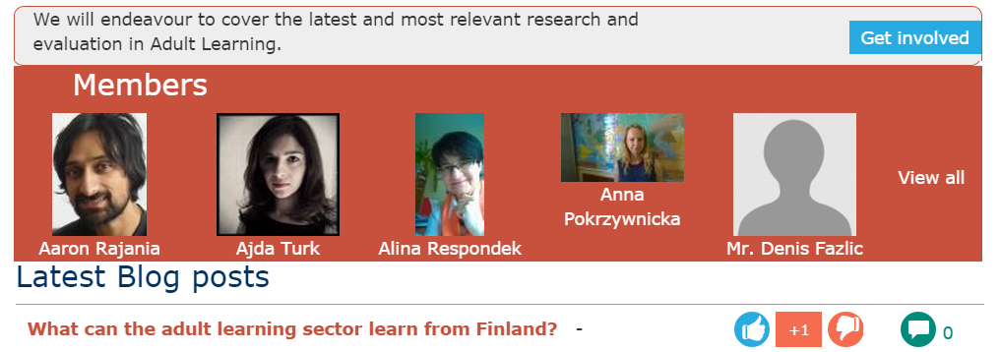 We will endeavour to cover the latest and most relevant research and
evaluation in Adult Learning.
Get involved
Members
Aaron Rajania
Ajda Turk
Alina Respondek
Anna
Pokrzywnicka
Mr. Denis Fazlic
View all
Latest Blog posts
What can the adult learning sector learn from Finland? -
+1
0